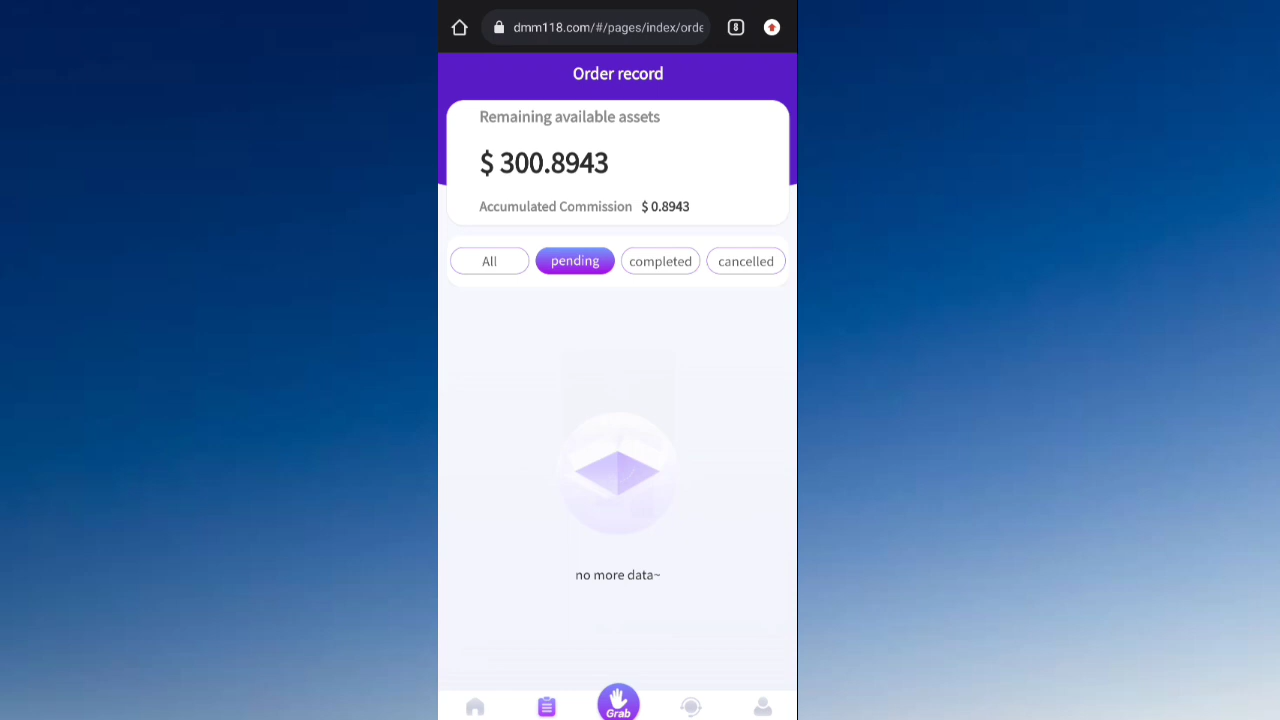 dmm118.com/#/pages/index/orde
8
Order record
Remaining available assets
$ 300.8943
Accumulated Commission $ 0.8943
All pending completed cancelled
no more data~
Grab